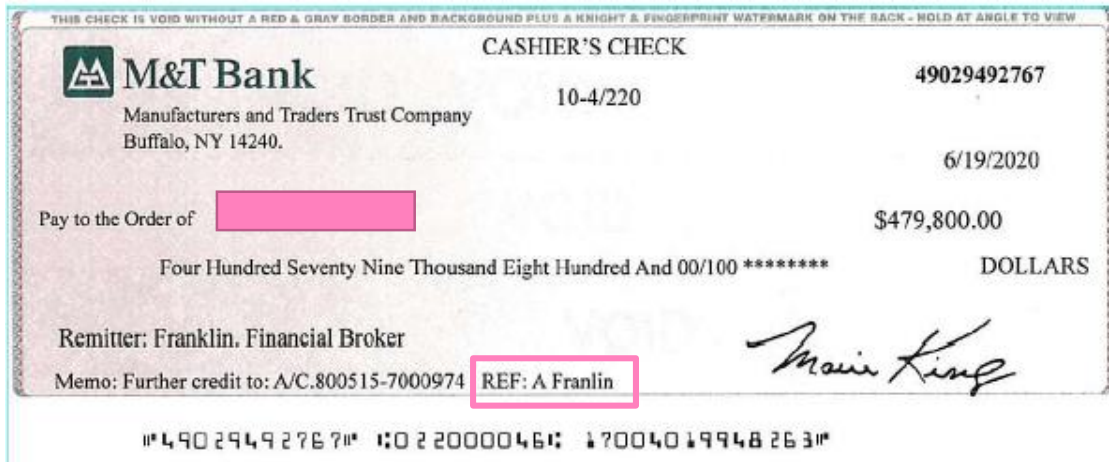 THIS CHECK IS VOID WITHOUT A RED & GRAY BORDER AND BACKGROUND PLUS A KNIGHT & FINGERPRINT WATERMARK ON THE BACK - HOLD AT ANGLE TO VIEW
CASHIER'S CHECK
M&T Bank
49029492767
10-4/220
Manufacturers and Traders Trust Company
Buffalo, NY 14240.
6/19/2020
Pay to the Order of
$479,800.00
Four Hundred Seventy Nine Thousand Eight Hundred And 00/100 ********
DOLLARS
VOID
Remitter: Franklin. Financial Broker
Memo: Further credit to: A/C.800515-7000974 REF: A Franlin
Marie King
⑈49029492767⑈ ⑆022000046⑆ 17004019948263⑈